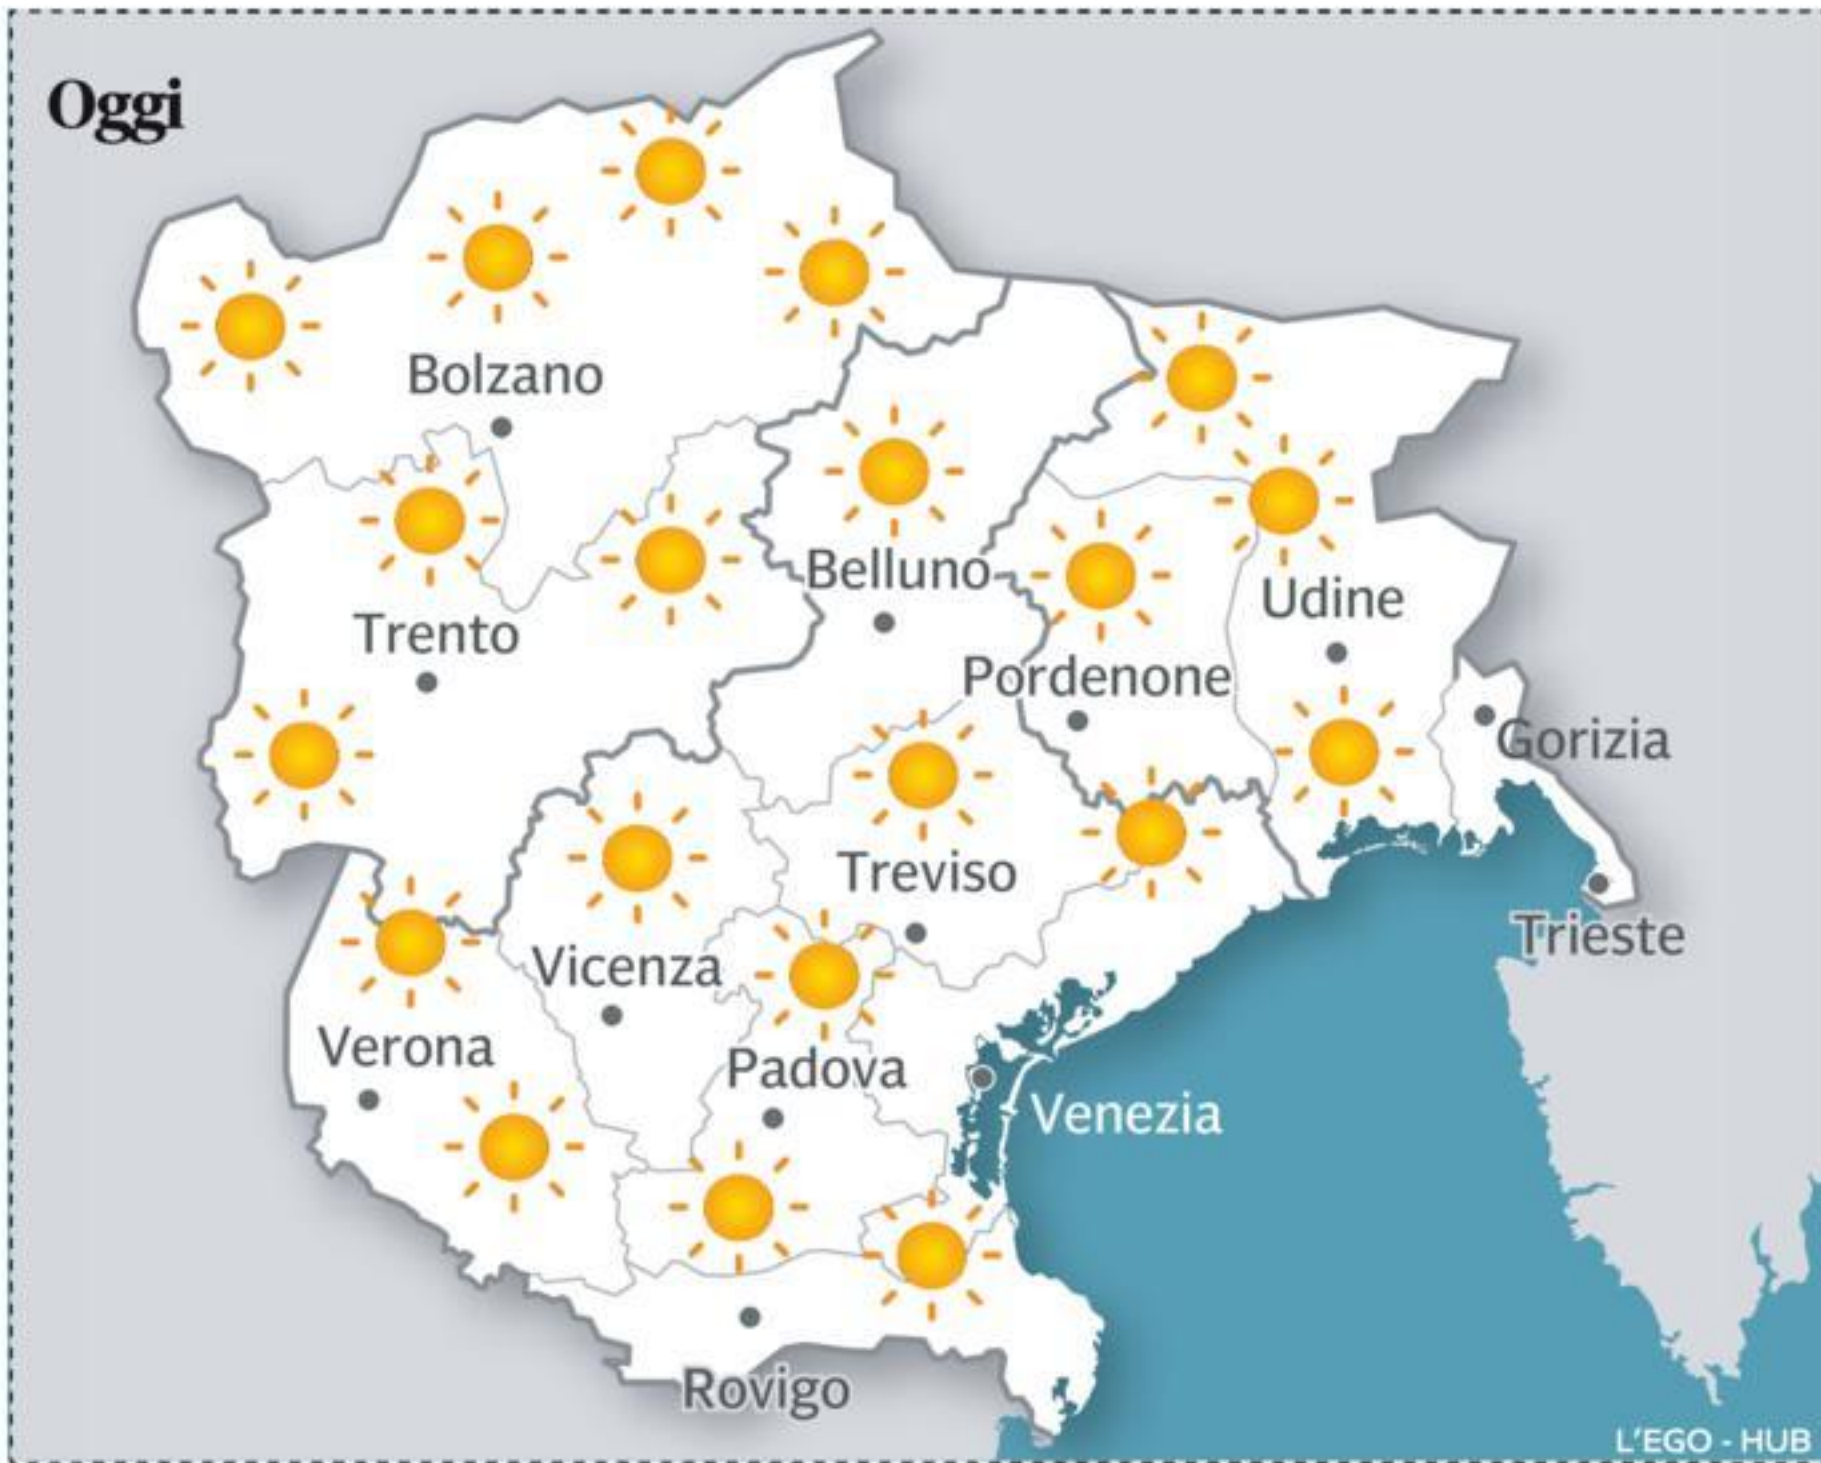 Oggi
Bolzano
Belluno
Udine
Trento
Pordenone
Gorizia
Treviso
Trieste
Vicenza
Verona
Padova
Venezia
Rovigo
L'EGO - HUB